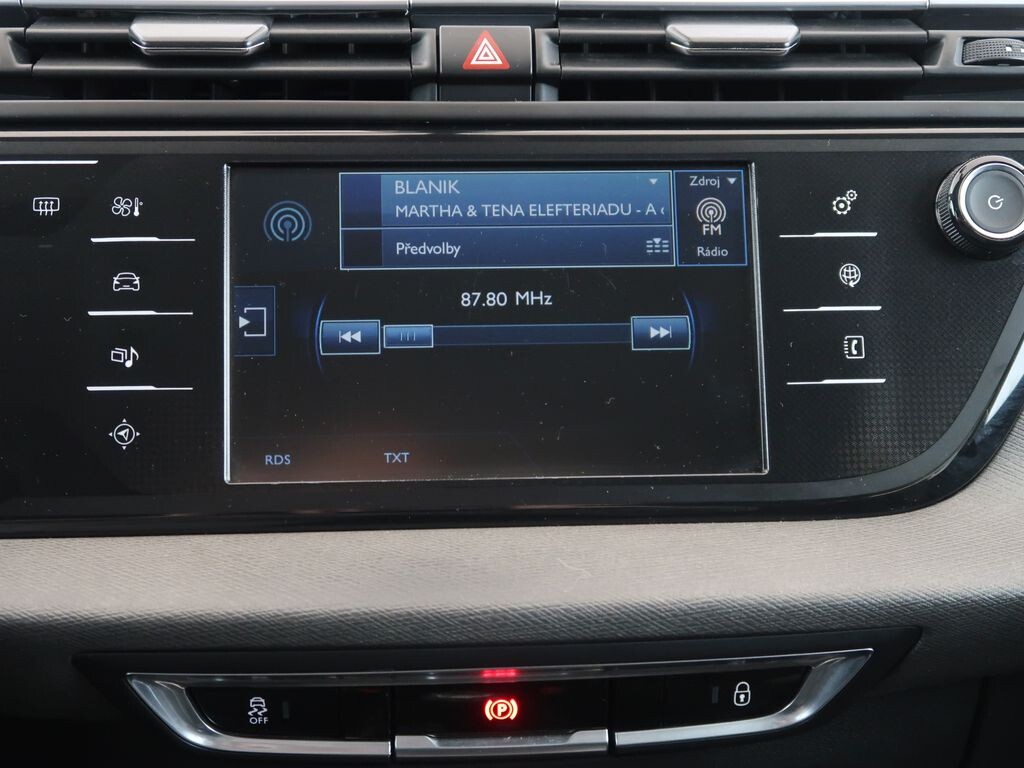 BLANIK
MARTHA & TENA ELEFTERIADU - A
Zdroj
FM
Rádio
Předvolby
87.80 MHz
RDS TXT
OFF
P